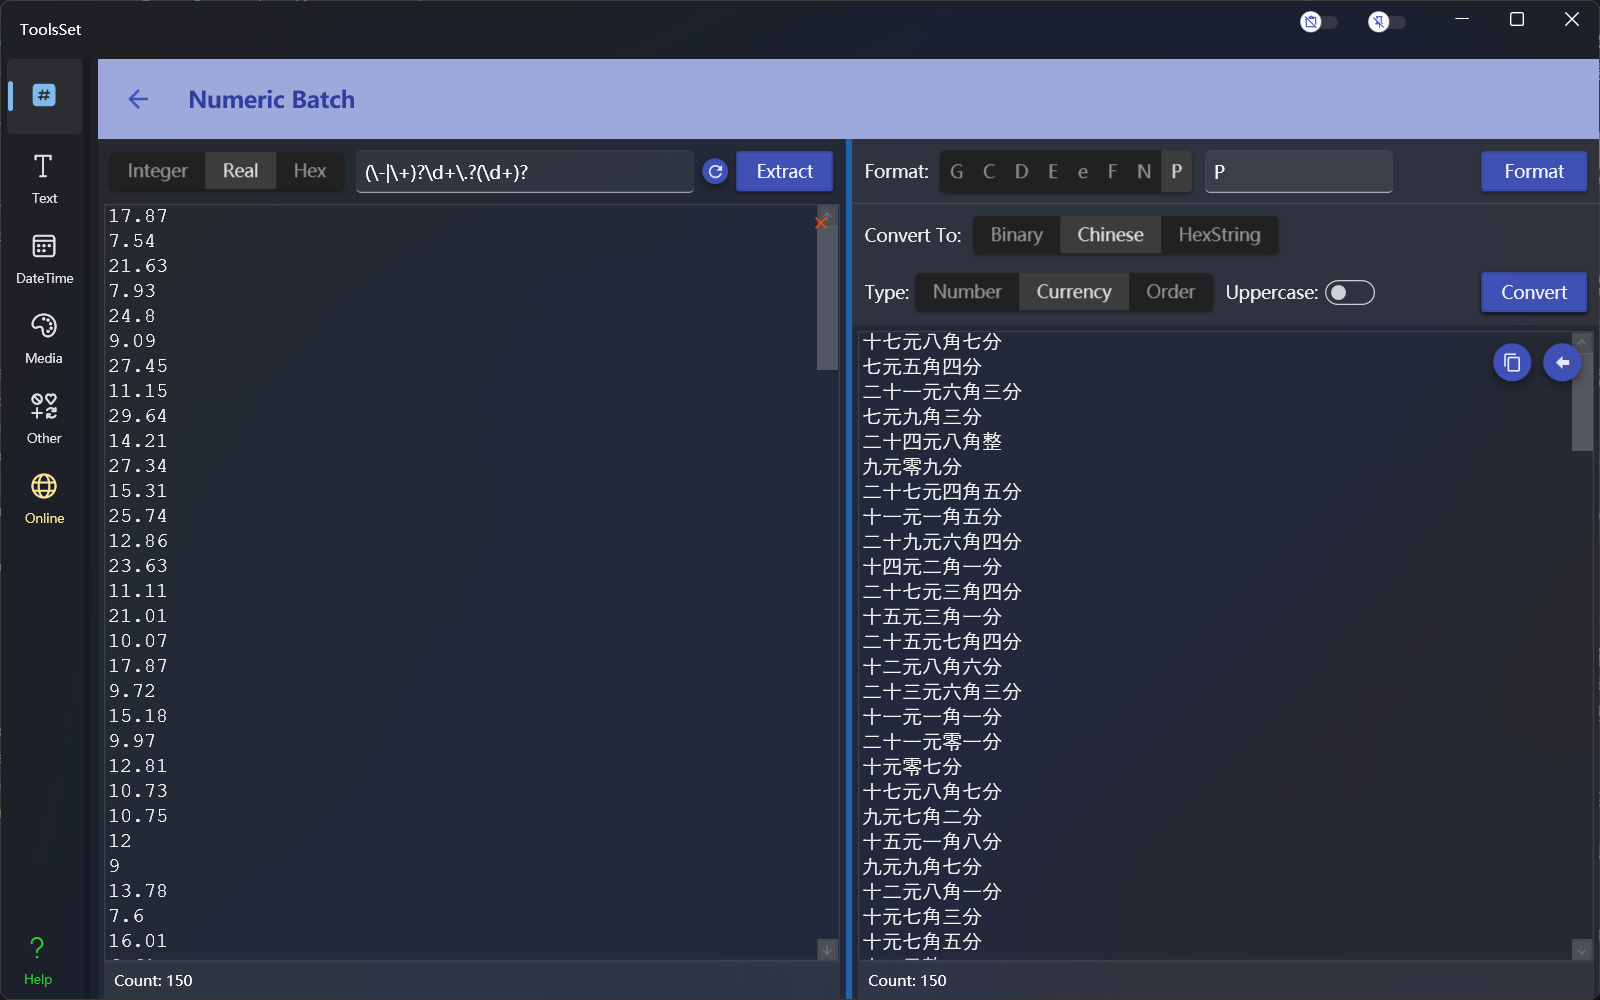 ToolsSet
Numeric Batch
Text
DateTime
Media
Other
Online
Help
Integer Real Hex (\-|\+)?\d+\.?(\d+)? Extract
17.87
7.54
21.63
7.93
24.8
9.09
27.45
11.15
29.64
14.21
27.34
15.31
25.74
12.86
23.63
11.11
21.01
10.07
17.87
9.72
15.18
9.97
12.81
10.73
10.75
12
9
13.78
7.6
16.01
Count: 150
Format: G C D E e F N P P Format
Convert To: Binary Chinese HexString
Type: Number Currency Order Uppercase: Convert
十七元八角七分
七元五角四分
二十一元六角三分
七元九角三分
二十四元八角整
九元零九分
二十七元四角五分
十一元一角五分
二十九元六角四分
十四元二角一分
二十七元三角四分
十五元三角一分
二十五元七角四分
十二元八角六分
二十三元六角三分
十一元一角一分
二十一元零一分
十元零七分
十七元八角七分
九元七角二分
十五元一角八分
九元九角七分
十二元八角一分
十元七角三分
十元七角五分
Count: 150